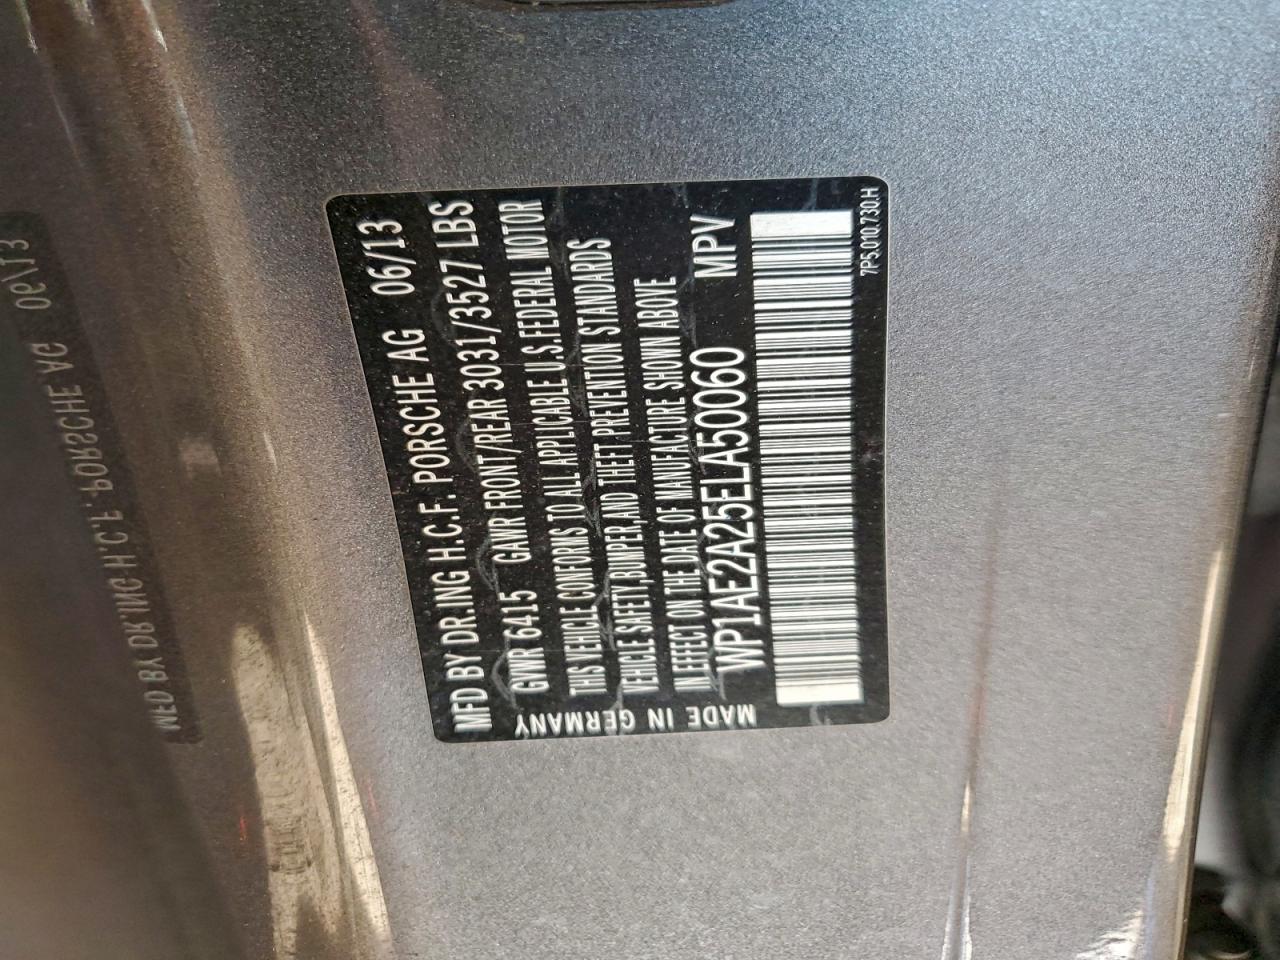 MFD BY DR.ING H.C.F. PORSCHE AG 06/13
GWR 6415 GAWR FRONT/REAR 3031/3527 LBS
THIS VEHICLE CONFORMS TO ALL APPLICABLE U.S.FEDERAL MOTOR
VEHICLE SAFETY,BUMPER,AND THEFT PREVENTION STANDARDS
IN EFFECT ON THE DATE OF MANUFACTURE SHOWN ABOVE
WP1AE2A25ELA50060 MPV
7P5.010.730.H
MADE IN GERMANY
MFD BY DR.ING H.C.F. PORSCHE AG 06/13